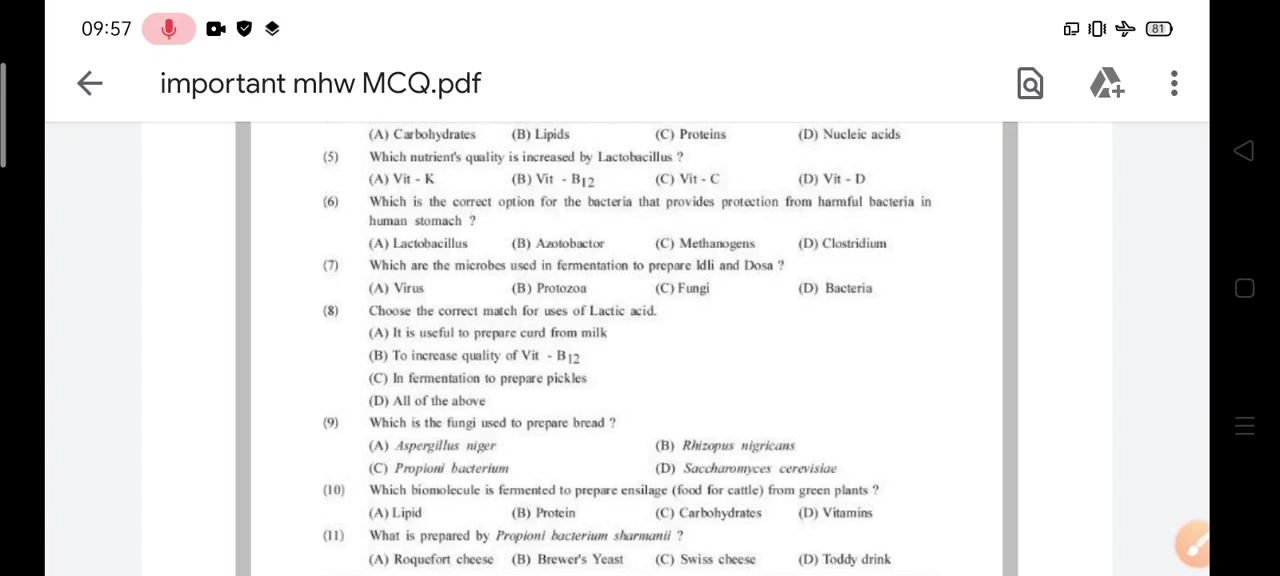 09:57
81
important mhw MCQ.pdf
(A) Carbohydrates (B) Lipids (C) Proteins (D) Nucleic acids
(5) Which nutrient's quality is increased by Lactobacillus ?
(A) Vit - K (B) Vit - B12 (C) Vit - C (D) Vit - D
(6) Which is the correct option for the bacteria that provides protection from harmful bacteria in
human stomach ?
(A) Lactobacillus (B) Azotobactor (C) Methanogens (D) Clostridium
(7) Which are the microbes used in fermentation to prepare Idli and Dosa ?
(A) Virus (B) Protozoa (C) Fungi (D) Bacteria
(8) Choose the correct match for uses of Lactic acid.
(A) It is useful to prepare curd from milk
(B) To increase quality of Vit - B12
(C) In fermentation to prepare pickles
(D) All of the above
(9) Which is the fungi used to prepare bread ?
(A) Aspergillus niger (B) Rhizopus nigricans
(C) Propioni bacterium (D) Saccharomyces cerevisiae
(10) Which biomolecule is fermented to prepare ensilage (food for cattle) from green plants ?
(A) Lipid (B) Protein (C) Carbohydrates (D) Vitamins
(11) What is prepared by Propioni bacterium sharmanii ?
(A) Roquefort cheese (B) Brewer's Yeast (C) Swiss cheese (D) Toddy drink